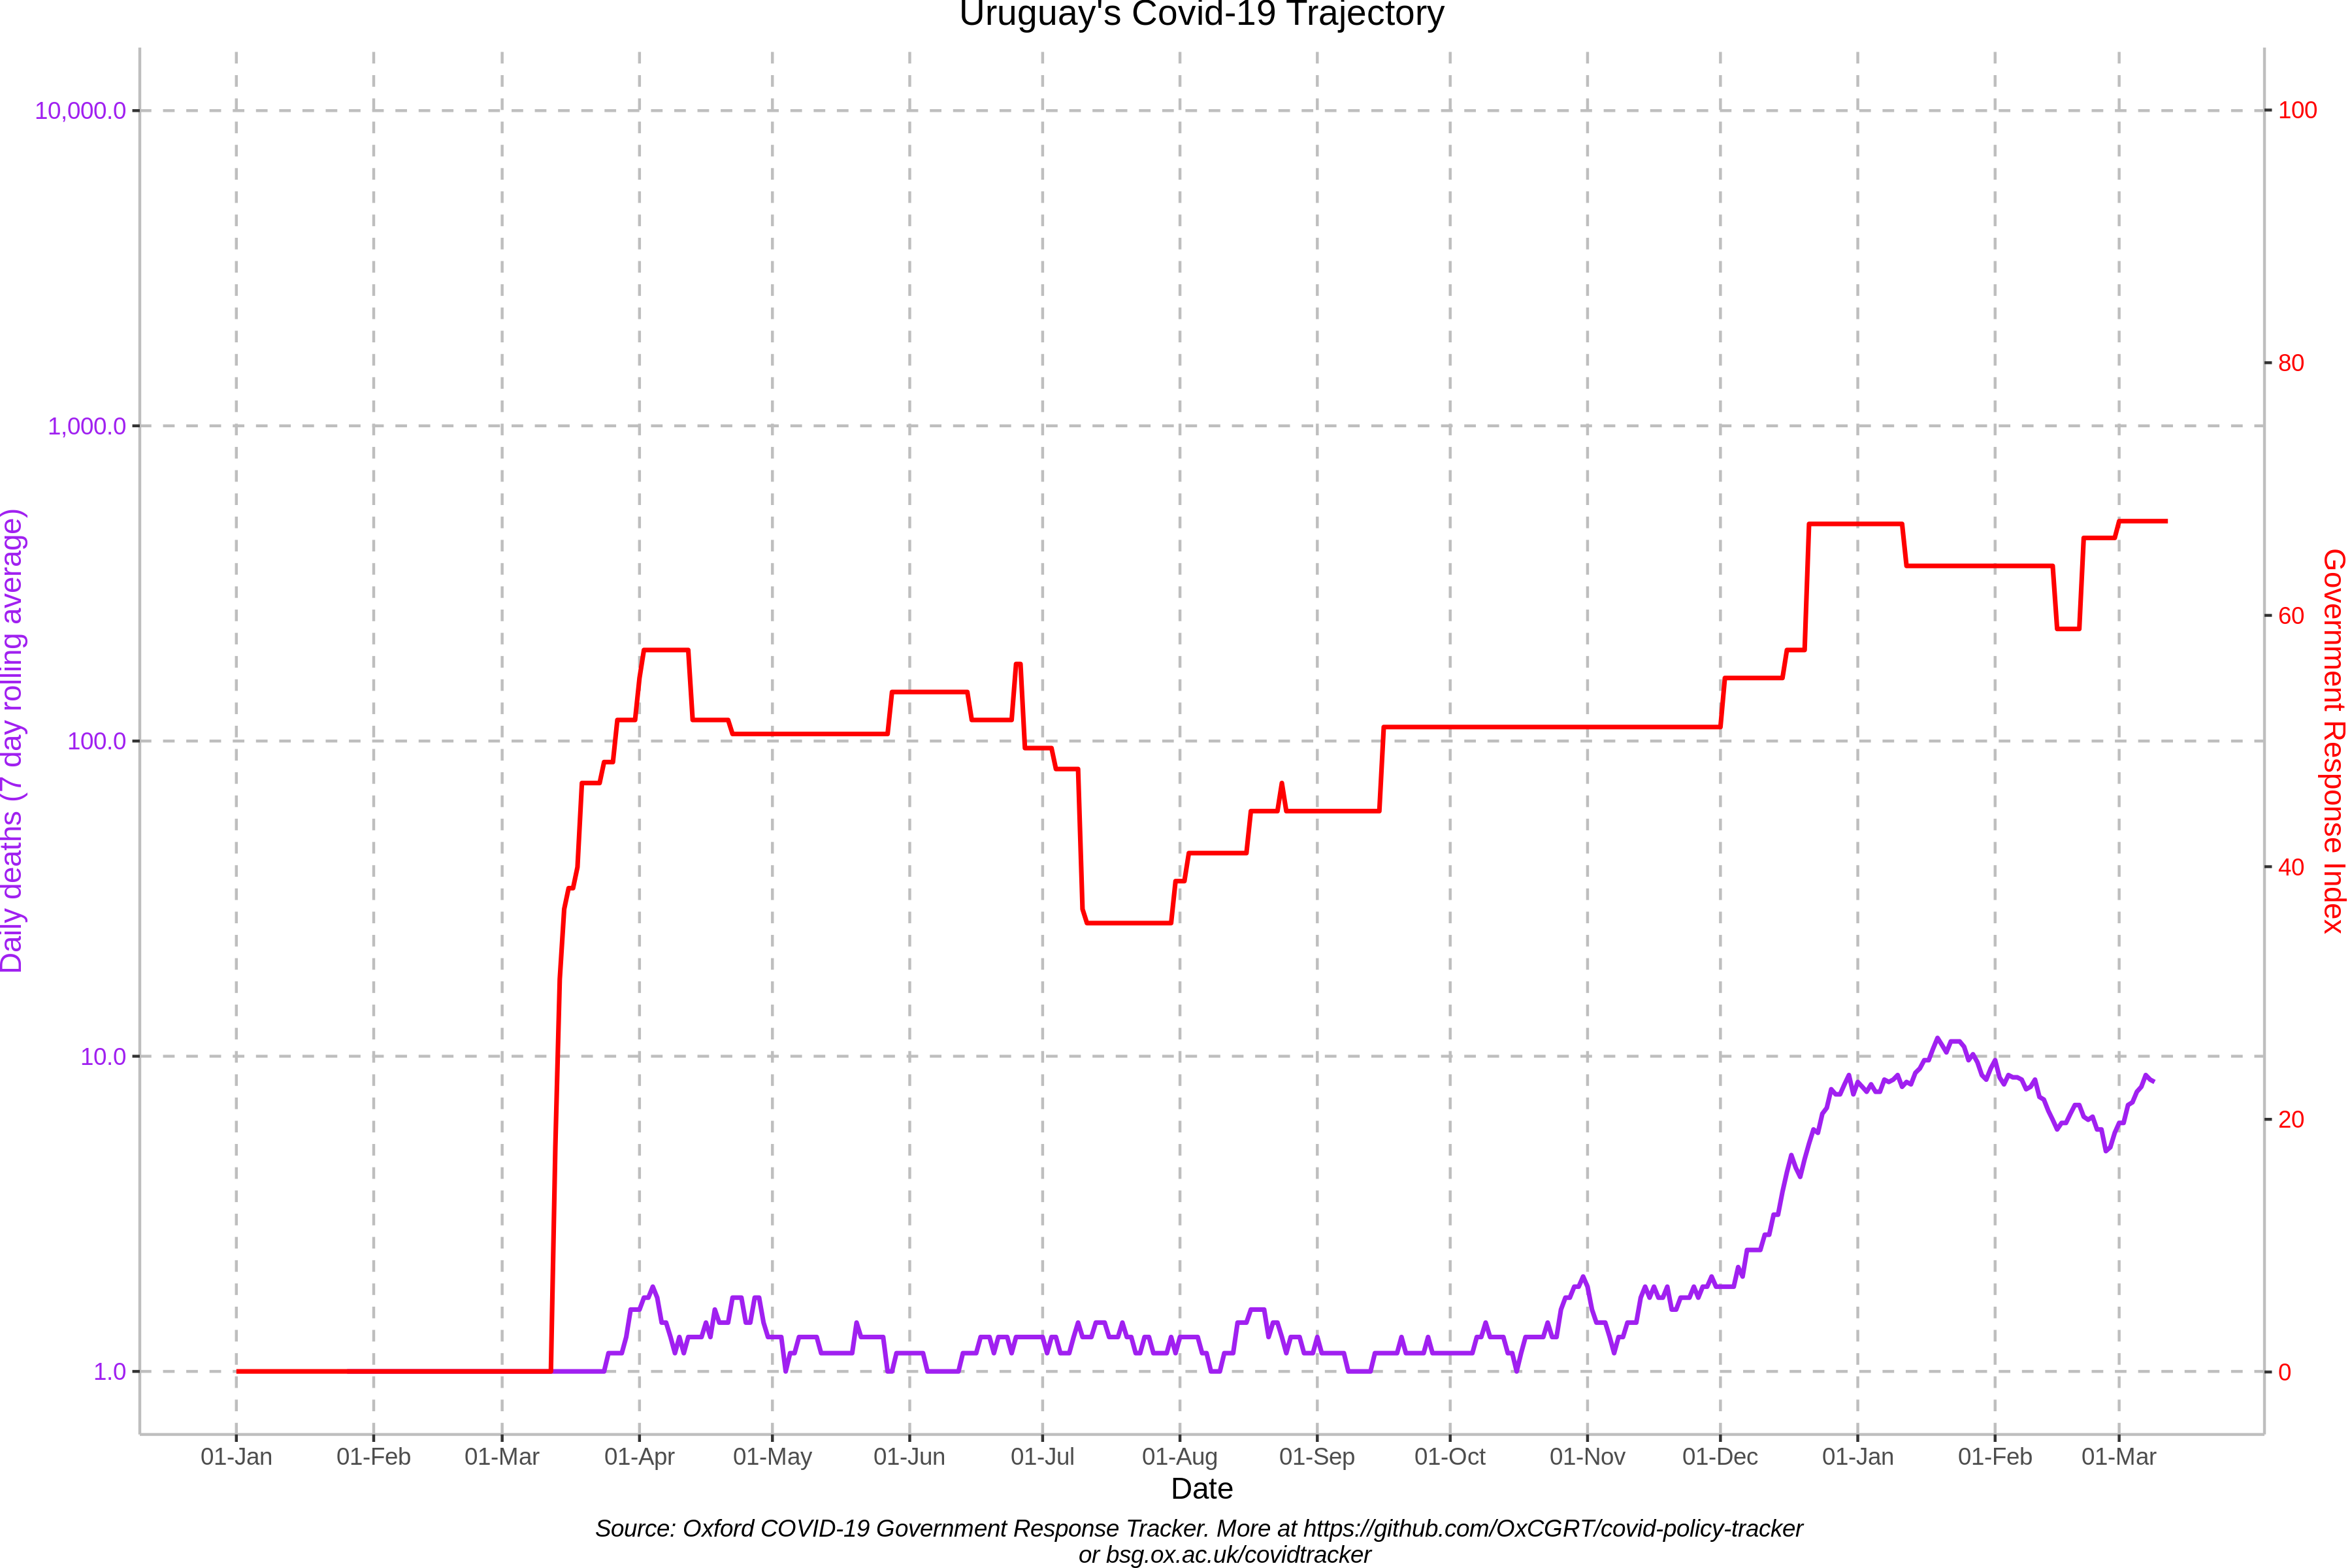 Uruguay's Covid-19 Trajectory
10,000.0
1,000.0
100.0
10.0
1.0
Daily deaths (7 day rolling average)
100
80
60
40
20
0
Government Response Index
01-Jan 01-Feb 01-Mar 01-Apr 01-May 01-Jun 01-Jul 01-Aug 01-Sep 01-Oct 01-Nov 01-Dec 01-Jan 01-Feb 01-Mar
Date
Source: Oxford COVID-19 Government Response Tracker. More at https://github.com/OxCGRT/covid-policy-tracker
or bsg.ox.ac.uk/covidtracker